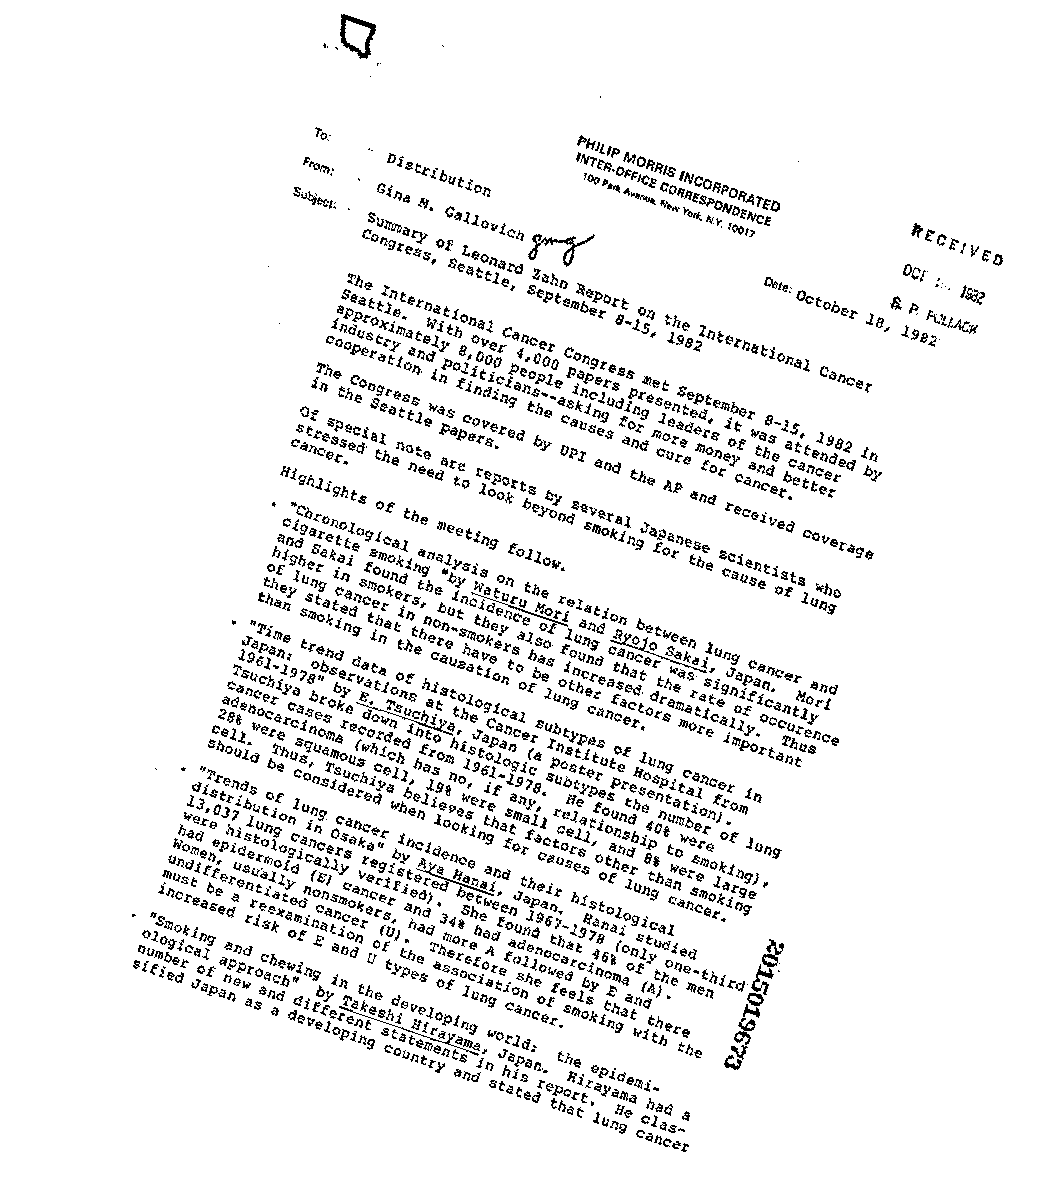 PHILIP MORRIS INCORPORATED
INTER-OFFICE CORRESPONDENCE
100 Park Avenue, New York, N.Y. 10017
RECEIVED
OCT 1982
S. P. POLLACK
To: Distribution
From: Gina M. Gallovich gmg
Date: October 18, 1982
Subject: Summary of Leonard Zahn Report on the International Cancer
Congress, Seattle, September 8-15, 1982
The International Cancer Congress met September 8-15, 1982 in
Seattle. With over 4,000 papers presented, it was attended by
approximately 8,000 people including leaders of the cancer
industry and politicians--asking for more money and better
cooperation in finding the causes and cure for cancer.
The Congress was covered by UPI and the AP and received coverage
in the Seattle papers.
Of special note are reports by several Japanese scientists who
stressed the need to look beyond smoking for the cause of lung
cancer.
Highlights of the meeting follow.
. "Chronological analysis on the relation between lung cancer and
cigarette smoking "by Waturu Mori and Ryojo Sakai, Japan. Mori
and Sakai found the incidence of lung cancer was significantly
higher in smokers, but they also found that the rate of occurence
of lung cancer in non-smokers has increased dramatically. Thus
they stated that there have to be other factors more important
than smoking in the causation of lung cancer.
. "Time trend data of histological subtypes of lung cancer in
Japan: observations at the Cancer Institute Hospital from
1961-1978" by E. Tsuchiya, Japan (a poster presentation).
Tsuchiya broke down into histologic subtypes the number of lung
cancer cases recorded from 1961-1978. He found 40% were
adenocarcinoma (which has no, if any, relationship to smoking),
28% were squamous cell, 19% were small cell, and 8% were large
cell. Thus, Tsuchiya believes that factors other than smoking
should be considered when looking for causes of lung cancer.
. "Trends of lung cancer incidence and their histological
distribution in Osaka" by Aya Hanai, Japan. Hanai studied
13,037 lung cancers registered between 1967-1978 (only one-third
were histologically verified). She found that 46% of the men
had epidermoid (E) cancer and 34% had adenocarcinoma (A).
Women, usually nonsmokers, had more A followed by E and
undifferentiated cancer (U). Therefore she feels that there
must be a reexamination of the association of smoking with the
increased risk of E and U types of lung cancer.
. "Smoking and chewing in the developing world: the epidemi-
ological approach" by Takeshi Hirayama, Japan. Hirayama had a
number of new and different statements in his report. He clas-
sified Japan as a developing country and stated that lung cancer
2015019673